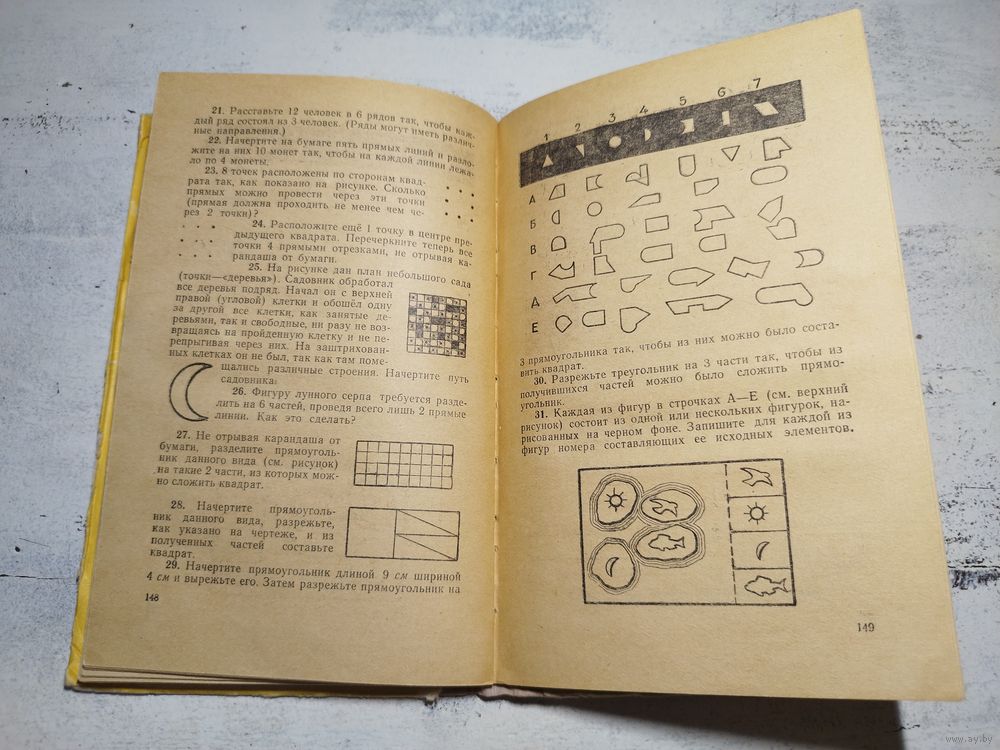 21. Расставьте 12 человек в 6 рядов так, чтобы каж-
дый ряд состоял из 3 человек. (Ряды могут иметь различ-
ные направления.)
22. Начертите на бумаге пять прямых линий и разло-
жите на них 10 монет так, чтобы на каждой линии лежа-
ло по 4 монеты.
23. 8 точек расположены по сторонам квад-
рата так, как показано на рисунке. Сколько
прямых можно провести через эти точки
(прямая должна проходить не менее чем че-
рез 2 точки)?
24. Расположите ещё 1 точку в центре пре-
дыдущего квадрата. Перечеркните теперь все
точки 4 прямыми отрезками, не отрывая ка-
рандаша от бумаги.
25. На рисунке дан план небольшого сада
(точки—«деревья»). Садовник обработал
все деревья подряд. Начал он с верхней
правой (угловой) клетки и обошёл одну
за другой все клетки, как занятые де-
ревьями, так и свободные, ни разу не воз-
вращаясь на пройденную клетку и не пе-
репрыгивая через них. На заштрихован-
ных клетках он не был, так как там поме-
щались различные строения. Начертите путь
садовника.
26. Фигуру лунного серпа требуется разде-
лить на 6 частей, проведя всего лишь 2 прямые
линии. Как это сделать?
27. Не отрывая карандаша от
бумаги, разделите прямоуголь-
ник данного вида (см. рисунок)
на такие 2 части, из которых мож-
но сложить квадрат.
28. Начертите прямоуголь-
ник данного вида, разрежьте,
как указано на чертеже, и из
полученных частей составьте
квадрат.
29. Начертите прямоугольник длиной 9 см шириной
4 см и вырежьте его. Затем разрежьте прямоугольник на
148
1 2 3 4 5 6 7
А
Б
В
Г
Д
Е
3 прямоугольника так, чтобы из них можно было соста-
вить квадрат.
30. Разрежьте треугольник на 3 части так, чтобы из
получившихся частей можно было сложить прямо-
угольник.
31. Каждая из фигур в строчках А—Е (см. верхний
рисунок) состоит из одной или нескольких фигурок, на-
рисованных на черном фоне. Запишите для каждой из
фигур номера составляющих ее исходных элементов.
149
www.ay.by